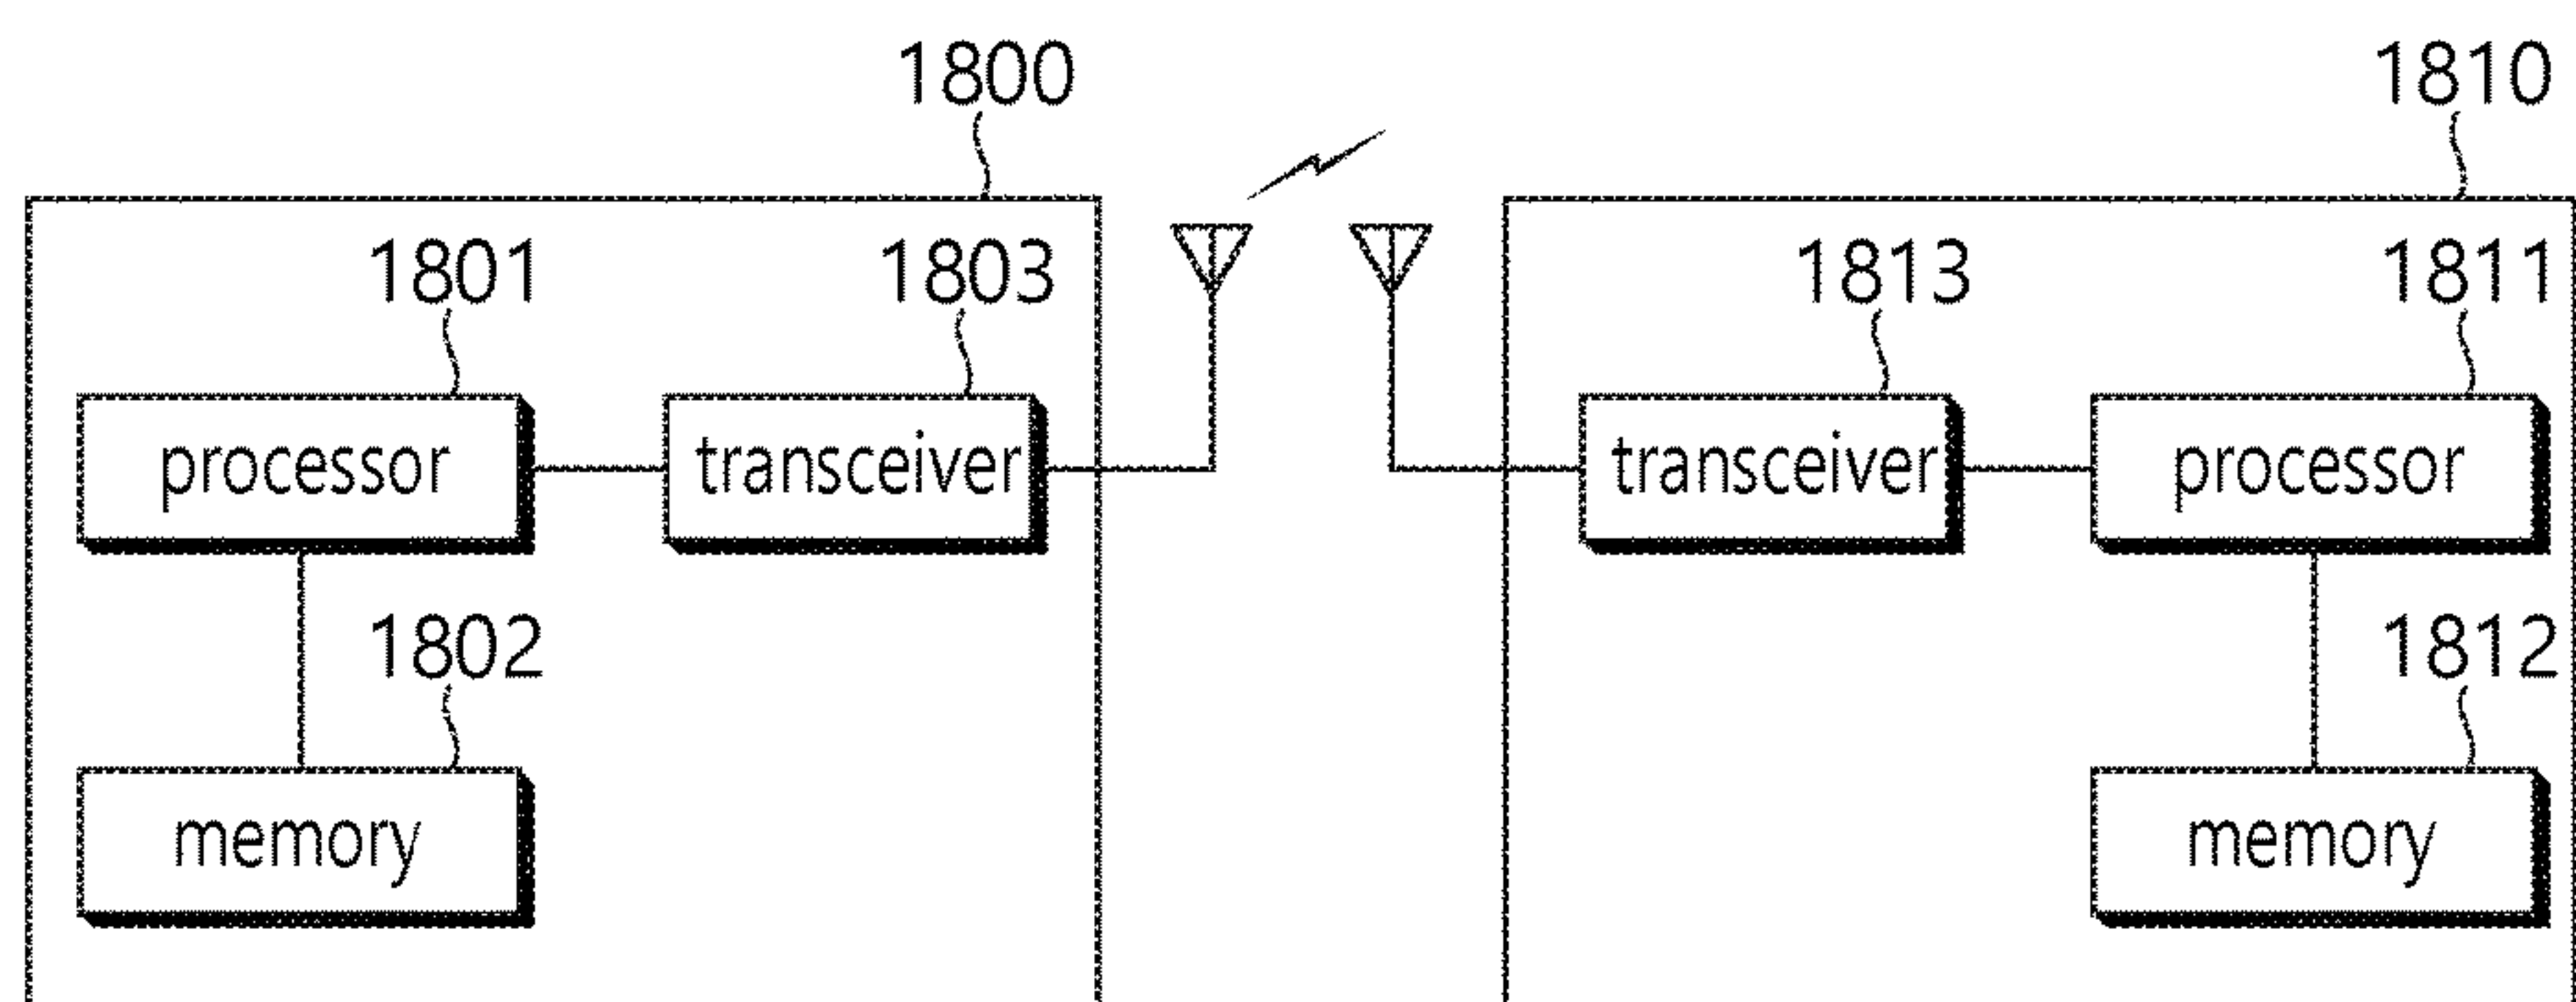 1800 1810
1801 1803 1813 1811
processor transceiver transceiver processor
1802 1812
memory memory